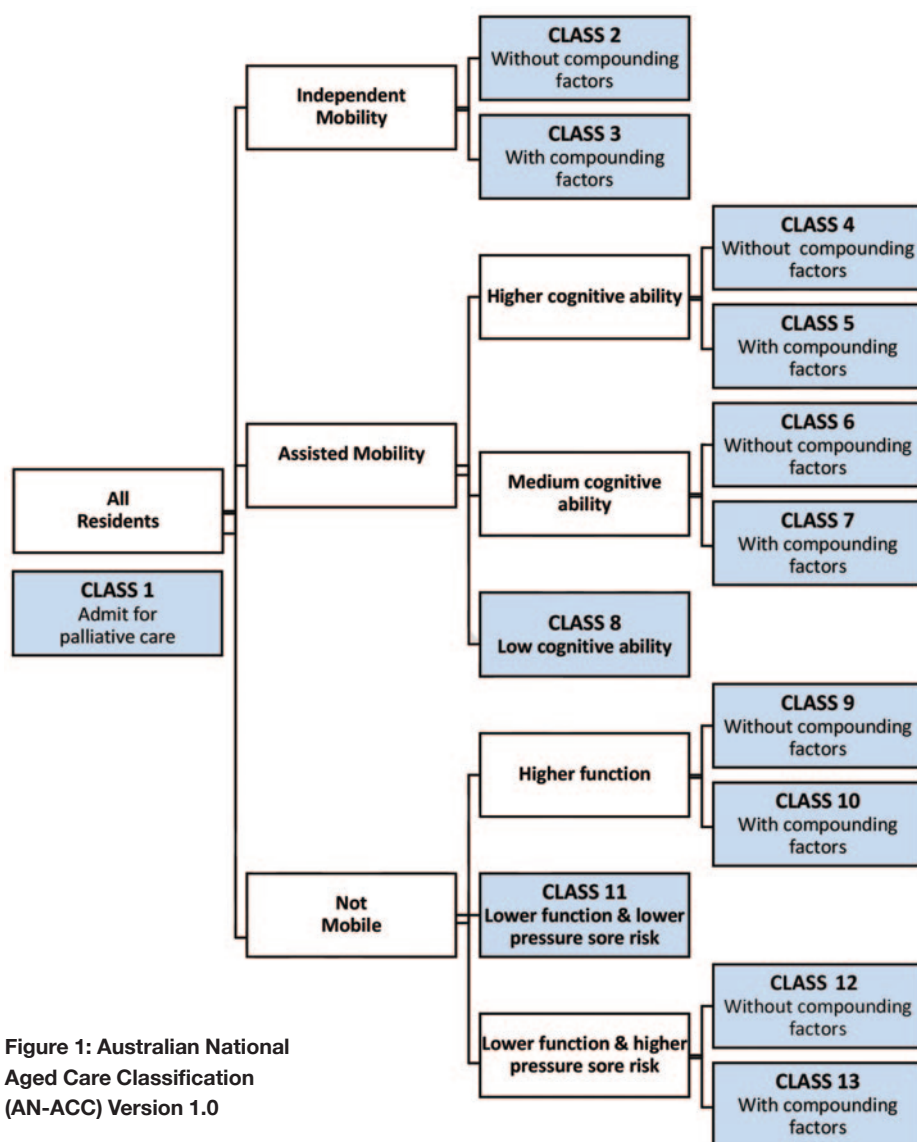 CLASS 2
Without compounding
factors
Independent
Mobility
CLASS 3
With compounding
factors
CLASS 4
Without compounding
factors
Higher cognitive ability
CLASS 5
With compounding
factors
CLASS 6
Without compounding
factors
Assisted Mobility
Medium cognitive
ability
All
Residents
CLASS 7
With compounding
factors
CLASS 1
Admit for
palliative care
CLASS 8
Low cognitive ability
CLASS 9
Without compounding
factors
Higher function
CLASS 10
With compounding
factors
Not
Mobile
CLASS 11
Lower function & lower
pressure sore risk
CLASS 12
Without compounding
factors
Lower function & higher
pressure sore risk
CLASS 13
With compounding
factors
Figure 1: Australian National
Aged Care Classification
(AN-ACC) Version 1.0